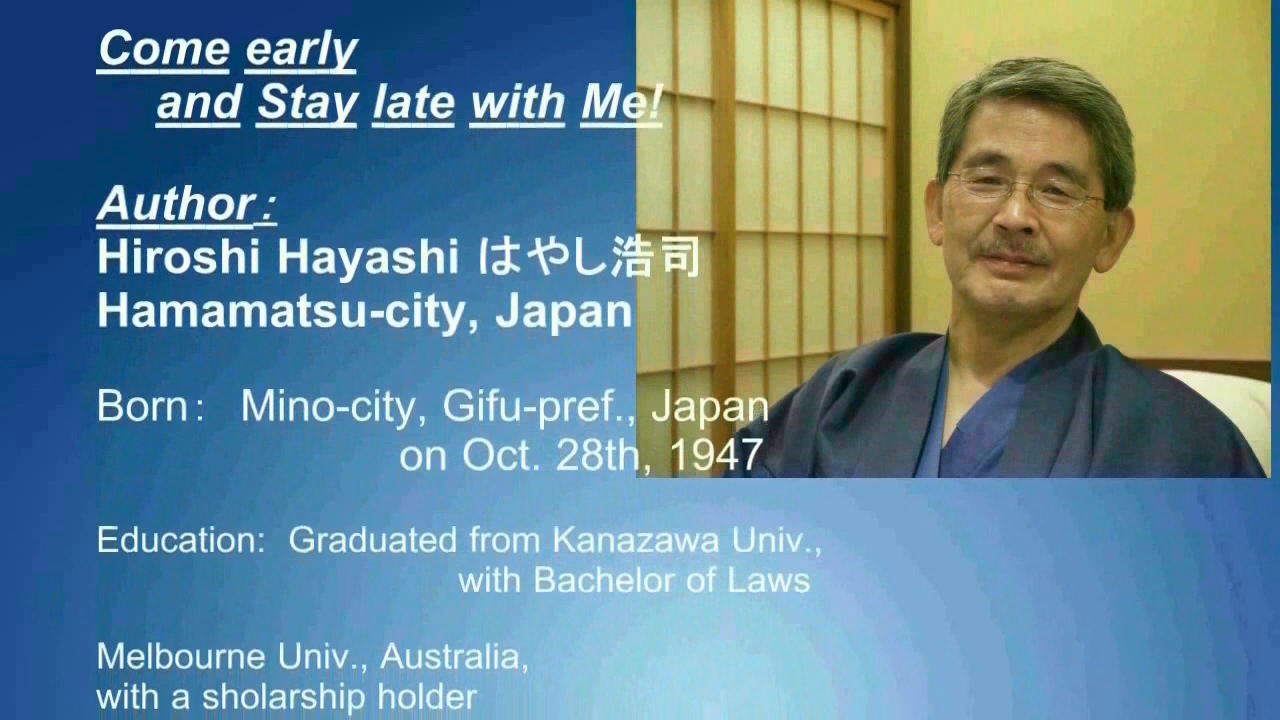 Come early
and Stay late with Me!
Author :
Hiroshi Hayashi はやし浩司
Hamamatsu-city, Japan
Born： Mino-city, Gifu-pref., Japan
on Oct. 28th, 1947
Education: Graduated from Kanazawa Univ.,
with Bachelor of Laws
Melbourne Univ., Australia,
with a sholarship holder